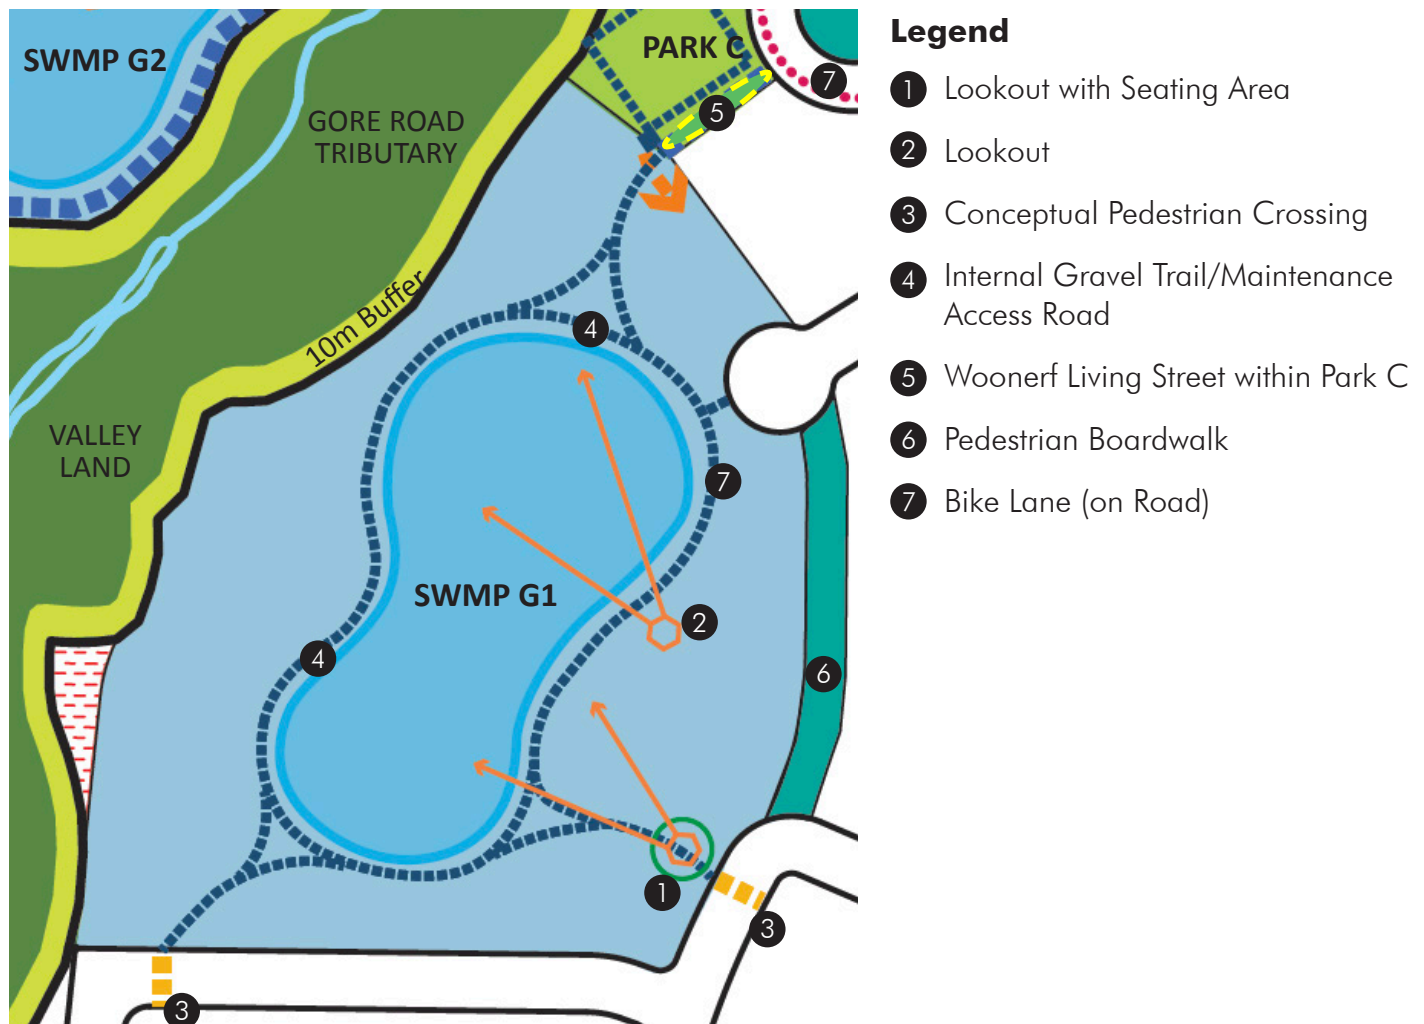 SWMP G2
PARK C
7
5
GORE ROAD
TRIBUTARY
10m Buffer
4
VALLEY
LAND
7
SWMP G1
2
4
6
1
3
3
Legend
1 Lookout with Seating Area
2 Lookout
3 Conceptual Pedestrian Crossing
4 Internal Gravel Trail/Maintenance
Access Road
5 Woonerf Living Street within Park C
6 Pedestrian Boardwalk
7 Bike Lane (on Road)